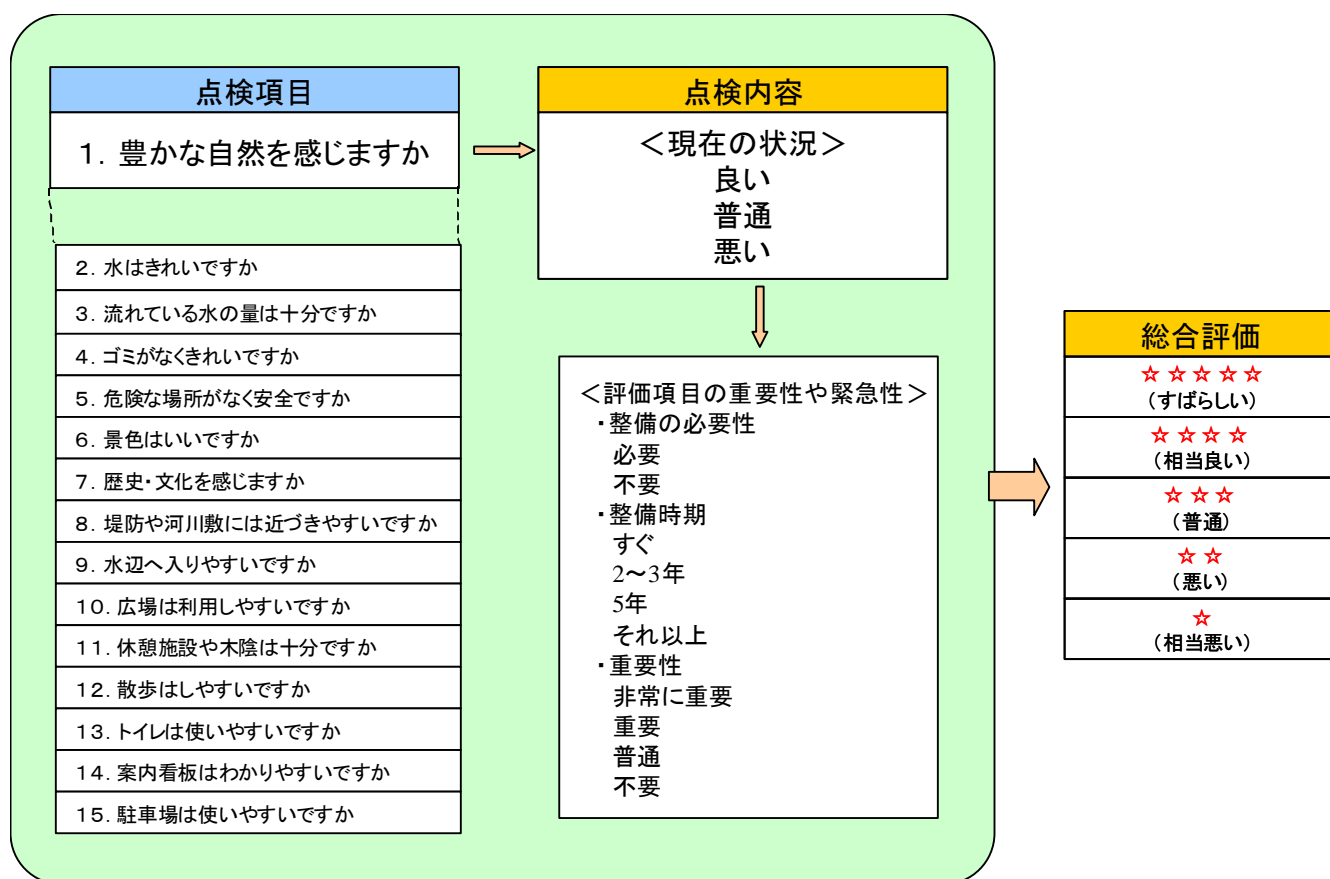 点検項目
1．豊かな自然を感じますか
2．水はきれいですか
3．流れている水の量は十分ですか
4．ゴミがなくきれいですか
5．危険な場所がなく安全ですか
6．景色はいいですか
7．歴史・文化を感じますか
8．堤防や河川敷には近づきやすいですか
9．水辺へ入りやすいですか
10．広場は利用しやすいですか
11．休憩施設や木陰は十分ですか
12．散歩はしやすいですか
13．トイレは使いやすいですか
14．案内看板はわかりやすいですか
15．駐車場は使いやすいですか
点検内容
＜現在の状況＞
良い
普通
悪い
＜評価項目の重要性や緊急性＞
・整備の必要性
必要
不要
・整備時期
すぐ
2～3年
5年
それ以上
・重要性
非常に重要
重要
普通
不要
総合評価
☆☆☆☆☆
（すばらしい）
☆☆☆☆
（相当良い）
☆☆☆
（普通）
☆☆
（悪い）
☆
（相当悪い）